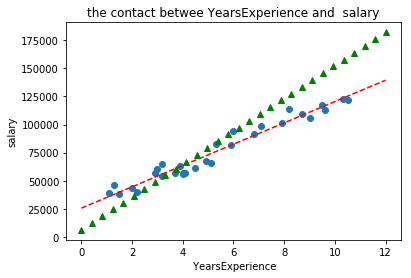 the contact betwee YearsExperience and  salary
175000
150000
125000
100000
75000
50000
25000
0
salary
0 2 4 6 8 10 12
YearsExperience